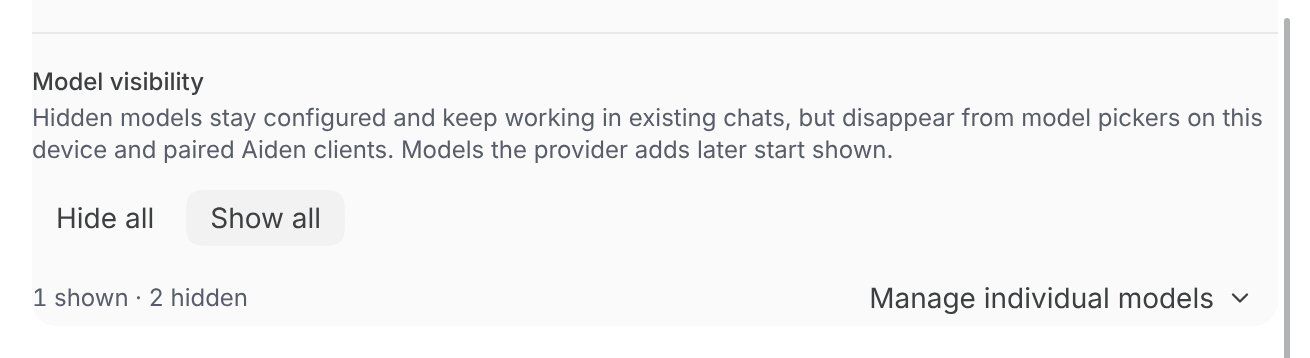 Model visibility
Hidden models stay configured and keep working in existing chats, but disappear from model pickers on this
device and paired Aiden clients. Models the provider adds later start shown.
Hide all Show all
1 shown · 2 hidden Manage individual models